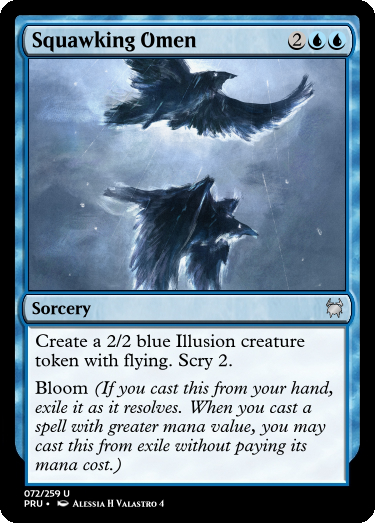 Squawking Omen 2
Sorcery
Create a 2/2 blue Illusion creature
token with flying. Scry 2.
Bloom (If you cast this from your hand,
exile it as it resolves. When you cast a
spell with greater mana value, you may
cast this from exile without paying its
mana cost.)
072/259 U
PRU • Alessia H Valastro 4